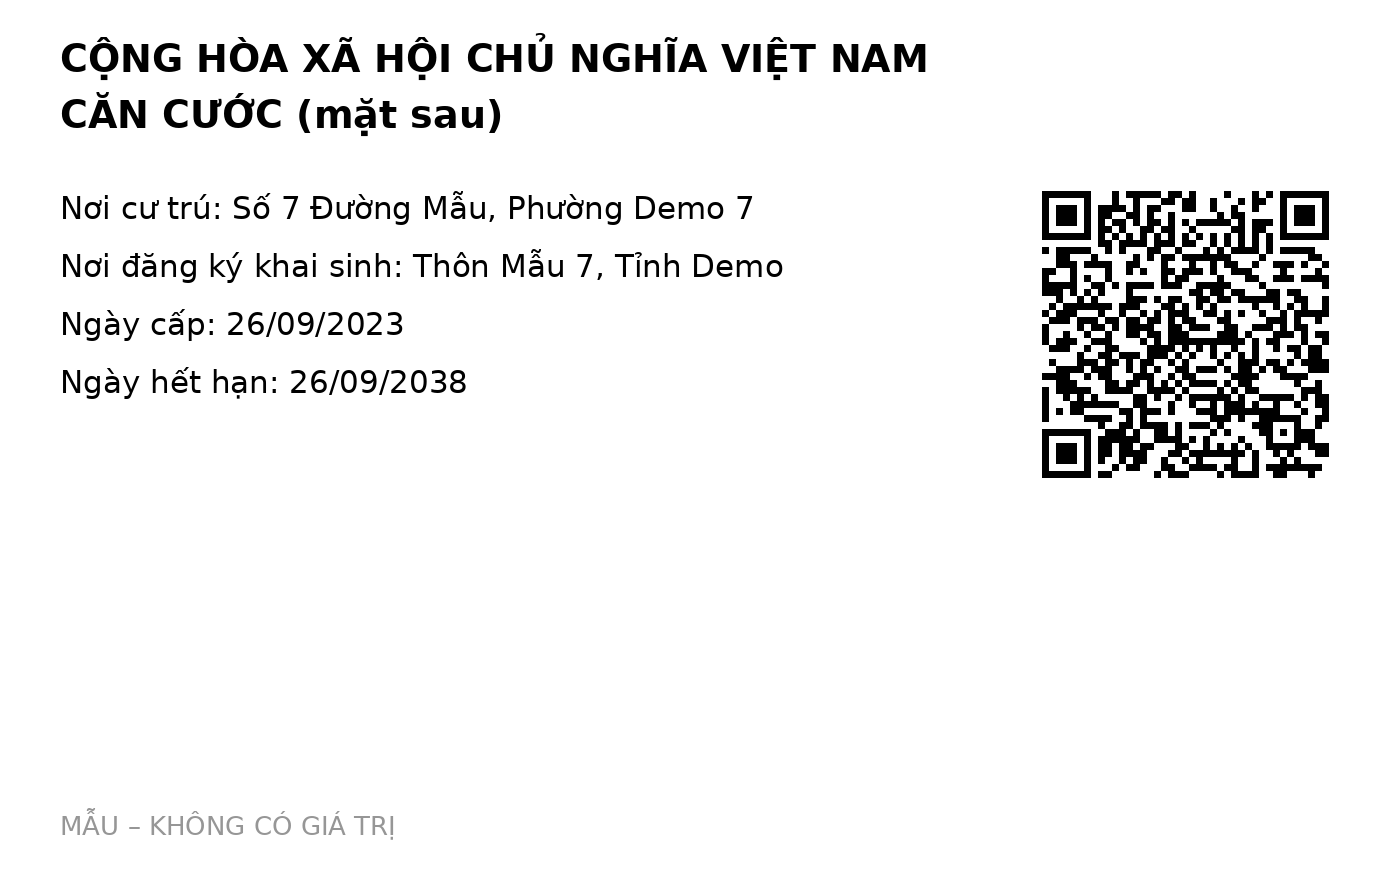 CỘNG HÒA XÃ HỘI CHỦ NGHĨA VIỆT NAM
CĂN CƯỚC (mặt sau)
Nơi cư trú: Số 7 Đường Mẫu, Phường Demo 7
Nơi đăng ký khai sinh: Thôn Mẫu 7, Tỉnh Demo
Ngày cấp: 26/09/2023
Ngày hết hạn: 26/09/2038
MẪU – KHÔNG CÓ GIÁ TRỊ